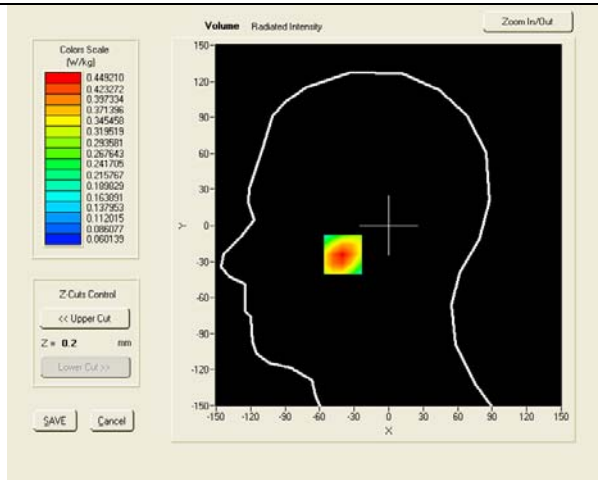 Volume Radiated Intensity
Zoom In/Out
Colors Scale
(W/kg)
0.449210
0.423272
0.397334
0.371396
0.345458
0.319519
0.293581
0.267643
0.241705
0.215767
0.189829
0.163891
0.137953
0.112015
0.086077
0.060139
Z-Cuts Control
<< Upper Cut
Z = 0.2 mm
Lower Cut >>
SAVE Cancel
150
120
90
60
30
0
-30
-60
-90
-120
-150
Y
-150 -120 -90 -60 -30 0 30 60 90 120 150
X